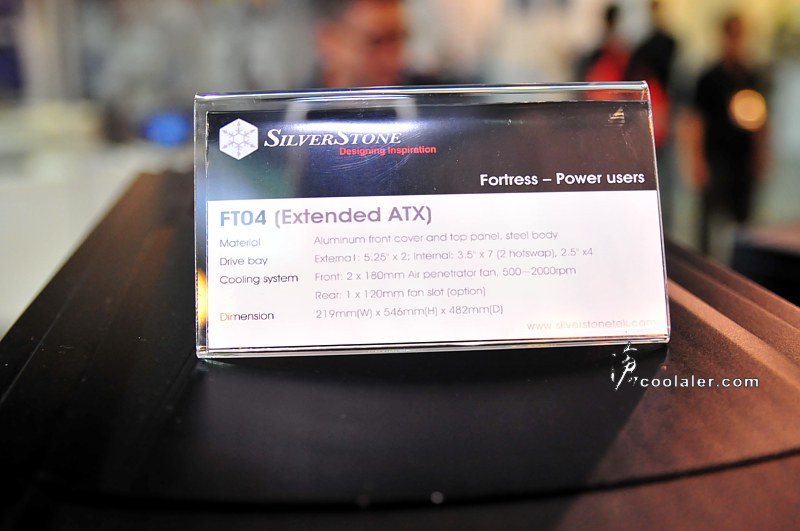 SILVERSTONE
Designing Inspiration
Fortress – Power users
FT04 (Extended ATX)
Material Aluminum front cover and top panel, steel body
Drive bay Externa1: 5.25" x 2; Internal: 3.5" x 7 (2 hotswap), 2.5" x4
Cooling system Front: 2 x 180mm Air penetrator fan, 500~2000rpm
Rear: 1 x 120mm fan slot (option)
Dimension 219mm(W) x 546mm(H) x 482mm(D)
www.silverstonetek.com
滄 coolaler.com